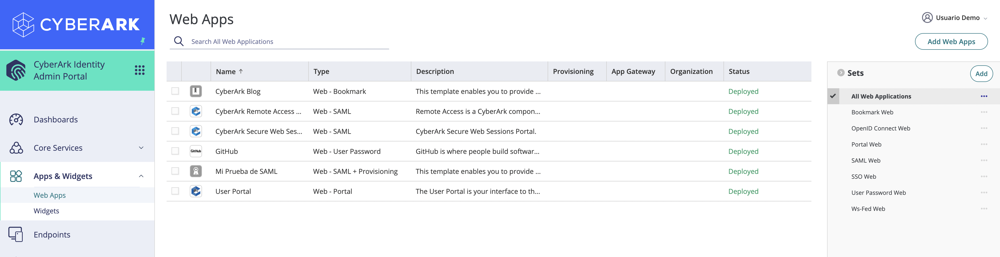 CYBERARK
CyberArk Identity
Admin Portal
Dashboards
Core Services
Apps & Widgets
Web Apps
Widgets
Endpoints
Web Apps
Usuario Demo
Search All Web Applications
Add Web Apps
Name ↑ Type Description Provisioning App Gateway Organization Status
CyberArk Blog Web - Bookmark This template enables you to provide ... Deployed
CyberArk Remote Access ... Web - SAML Remote Access is a CyberArk compon... Deployed
CyberArk Secure Web Ses... Web - SAML CyberArk Secure Web Sessions Portal. Deployed
GitHub GitHub Web - User Password GitHub is where people build softwar... Deployed
Mi Prueba de SAML Web - SAML + Provisioning This template enables you to provide ... Deployed
User Portal Web - Portal The User Portal is your interface to th... Deployed
Sets Add
All Web Applications
Bookmark Web
OpenID Connect Web
Portal Web
SAML Web
SSO Web
User Password Web
Ws-Fed Web